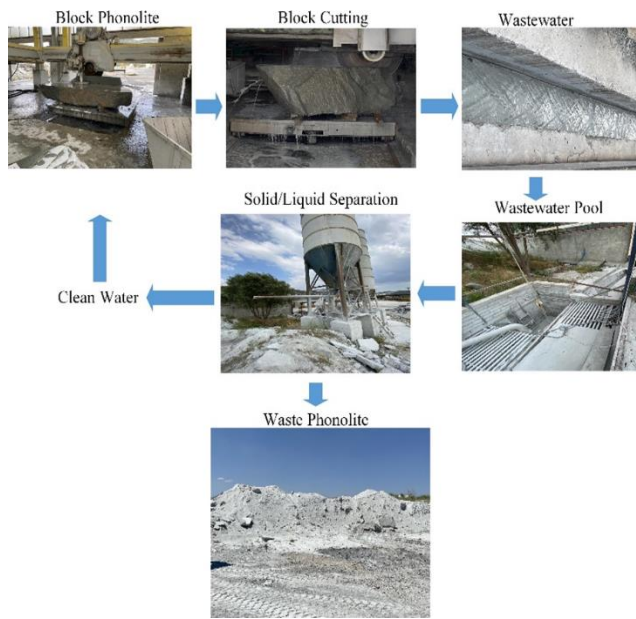 Block Phonolite
Block Cutting
Wastewater
Solid/Liquid Separation
Wastewater Pool
Clean Water
Waste Phonolite